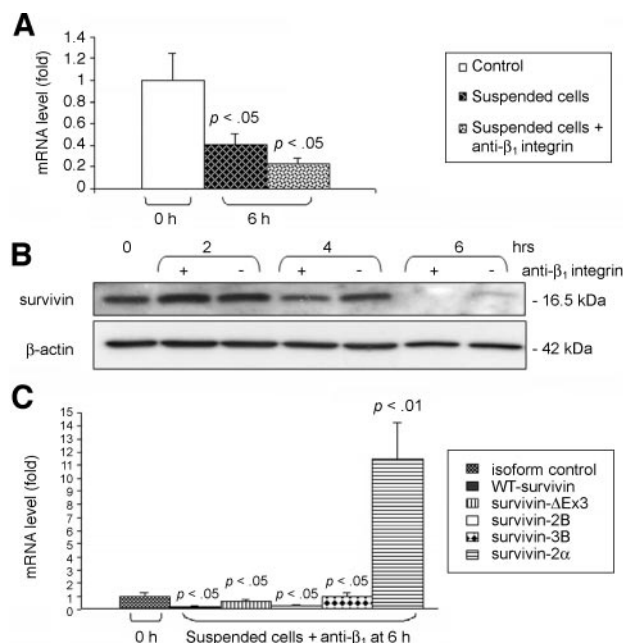 A
mRNA level (fold)
1.4
1.2
1
0.8
0.6
0.4
0.2
0
p < .05
p < .05
0 h
6 h
Control
Suspended cells
Suspended cells +
anti-β1 integrin
B
0 2 4 6 hrs
+ - + - + - anti-β1 integrin
survivin - 16.5 kDa
β-actin - 42 kDa
C
mRNA level (fold)
15
14
13
12
11
10
9
8
7
6
5
4
3
2
1
0
p < .05
p < .05
p < .05
p < .05
p < .01
0 h
Suspended cells + anti-β1 at 6 h
isoform control
WT-survivin
survivin-ΔEx3
survivin-2B
survivin-3B
survivin-2α